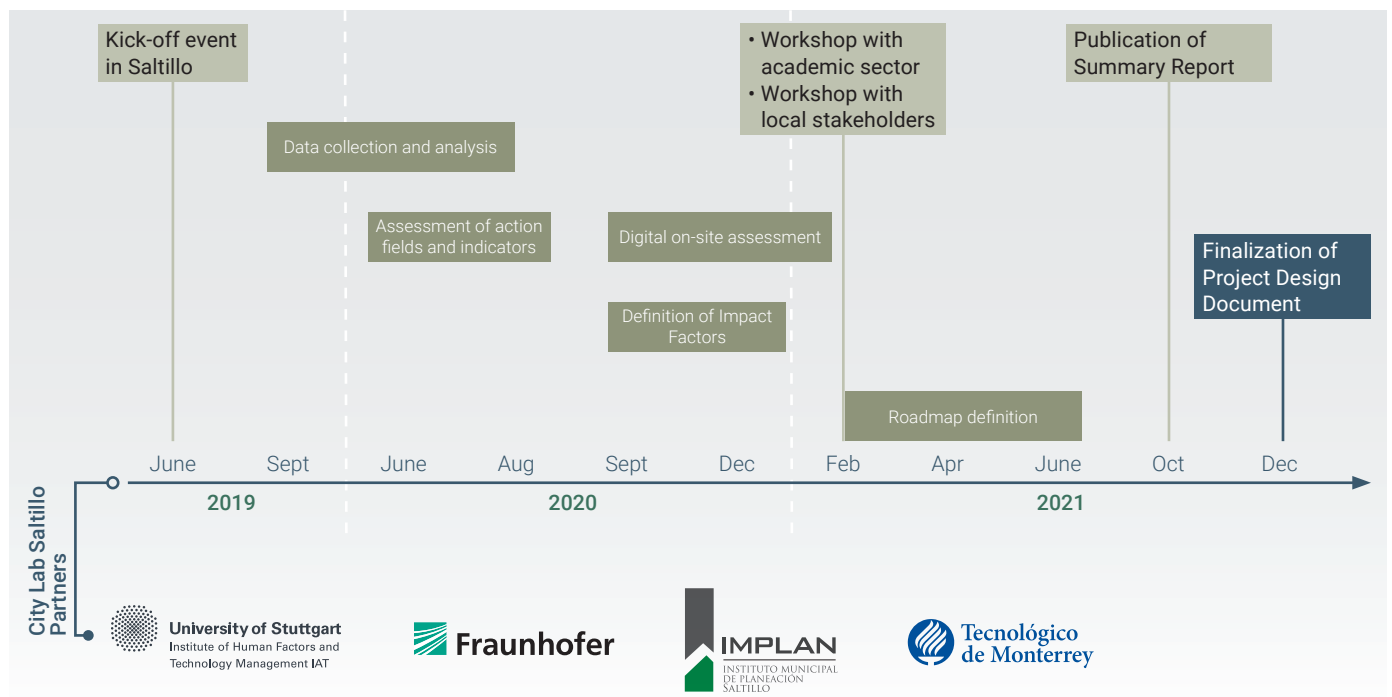 Kick-off event
in Saltillo
• Workshop with
academic sector
• Workshop with
local stakeholders
Publication of
Summary Report
Data collection and analysis
Assessment of action
fields and indicators
Digital on-site assessment
Finalization of
Project Design
Document
Definition of Impact
Factors
Roadmap definition
June Sept June Aug Sept Dec Feb Apr June Oct Dec
2019 2020 2021
City Lab Saltillo
Partners
University of Stuttgart
Institute of Human Factors and
Technology Management IAT
Fraunhofer
IMPLAN
INSTITUTO MUNICIPAL
DE PLANEACIÓN
SALTILLO
Tecnológico
de Monterrey